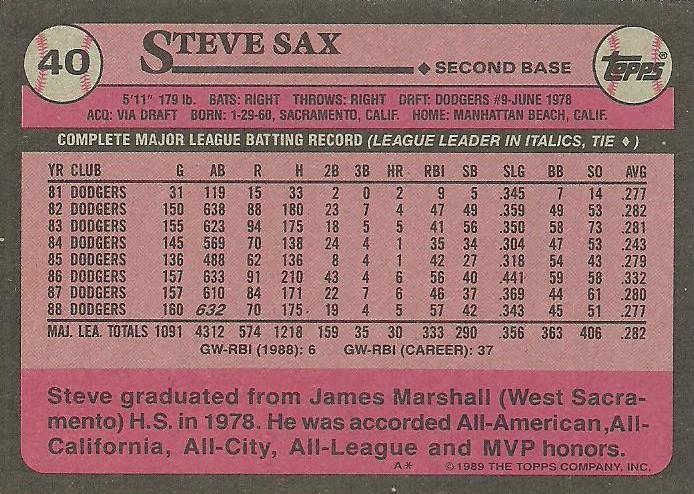 40
STEVE SAX
◆ SECOND BASE
TOPPS®
5'11" 179 lb. BATS: RIGHT THROWS: RIGHT DRFT: DODGERS #9-JUNE 1978
ACQ: VIA DRAFT BORN: 1-29-60, SACRAMENTO, CALIF. HOME: MANHATTAN BEACH, CALIF.
COMPLETE MAJOR LEAGUE BATTING RECORD (LEAGUE LEADER IN ITALICS, TIE ♦)
YR CLUB G AB R H 2B 3B HR RBI SB SLG BB SO AVG
81 DODGERS 31 119 15 33 2 0 2 9 5 .345 7 14 .277
82 DODGERS 150 638 88 180 23 7 4 47 49 .359 49 53 .282
83 DODGERS 155 623 94 175 18 5 5 41 56 .350 58 73 .281
84 DODGERS 145 569 70 138 24 4 1 35 34 .304 47 53 .243
85 DODGERS 136 488 62 136 8 4 1 42 27 .318 54 43 .279
86 DODGERS 157 633 91 210 43 4 6 56 40 .441 59 58 .332
87 DODGERS 157 610 84 171 22 7 6 46 37 .369 44 61 .280
88 DODGERS 160 632 70 175 19 4 5 57 42 .343 45 51 .277
MAJ. LEA. TOTALS 1091 4312 574 1218 159 35 30 333 290 .356 363 406 .282
GW-RBI (1988): 6 GW-RBI (CAREER): 37
Steve graduated from James Marshall (West Sacra-
mento) H.S. in 1978. He was accorded All-American,All-
California, All-City, All-League and MVP honors.
A* ©1989 THE TOPPS COMPANY, INC.